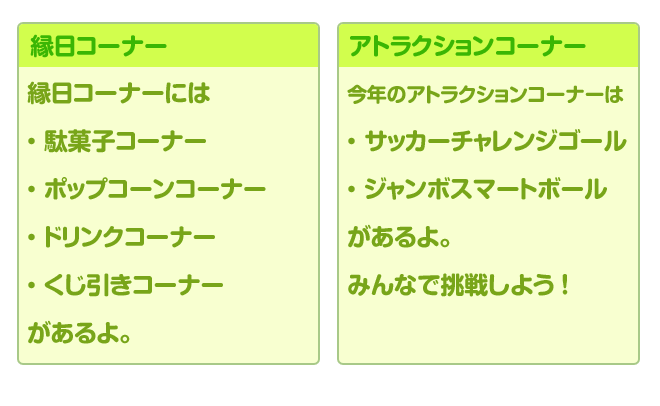 縁日コーナー
縁日コーナーには
・駄菓子コーナー
・ポップコーンコーナー
・ドリンクコーナー
・くじ引きコーナー
があるよ。
アトラクションコーナー
今年のアトラクションコーナーは
・サッカーチャレンジゴール
・ジャンボスマートボール
があるよ。
みんなで挑戦しよう！